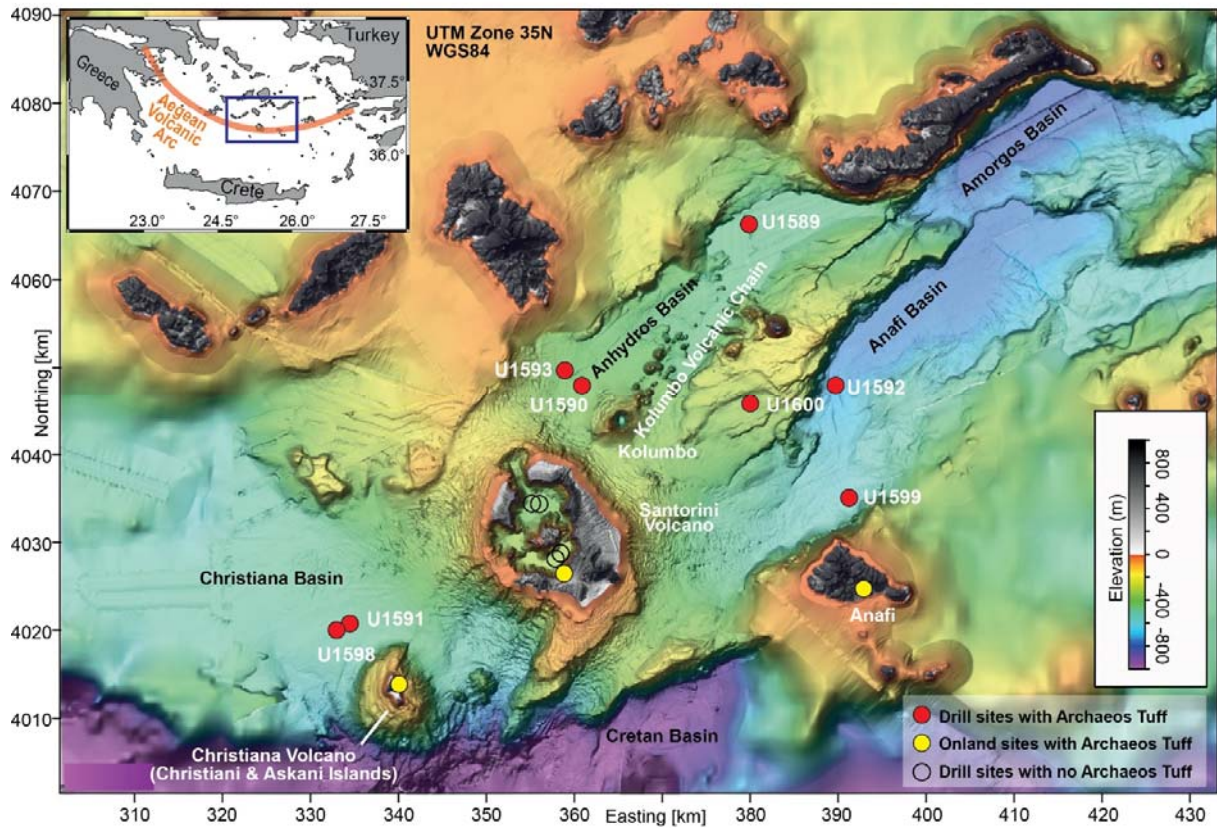 4090
4080
4070
4060
4050
4040
4030
4020
4010
Northing [km]
310
320
330
340
350
360
370
380
390
400
410
420
430
Easting [km]
Greece
Turkey
Aegean
Volcanic
Arc
Crete
37.5°
36.0°
23.0°
24.5°
26.0°
27.5°
UTM Zone 35N
WGS84
Amorgos Basin
U1589
Anhydros Basin
Kolumbo Volcanic Chain
Anafi Basin
U1593
U1590
U1592
U1600
Kolumbo
U1599
Santorini
Volcano
Christiana Basin
Anafi
U1591
U1598
Cretan Basin
Christiana Volcano
(Christiani & Askani Islands)
Elevation (m)
800
400
0
-400
-800
Drill sites with Archaeos Tuff
Onland sites with Archaeos Tuff
Drill sites with no Archaeos Tuff